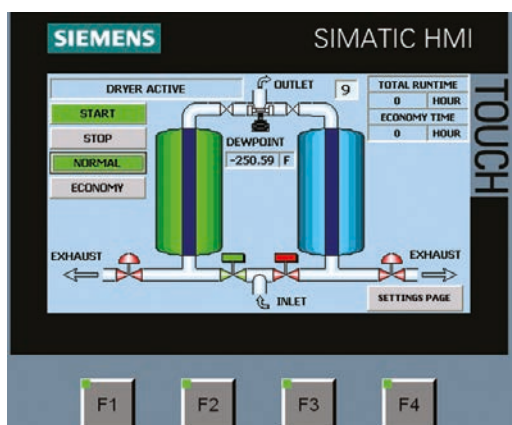 SIEMENS
SIMATIC HMI
TOUCH
DRYER ACTIVE
OUTLET
9
TOTAL RUNTIME
0 HOUR
ECONOMY TIME
0 HOUR
START
STOP
NORMAL
ECONOMY
DEWPOINT
-250.59 F
EXHAUST
EXHAUST
INLET
SETTINGS PAGE
F1 F2 F3 F4